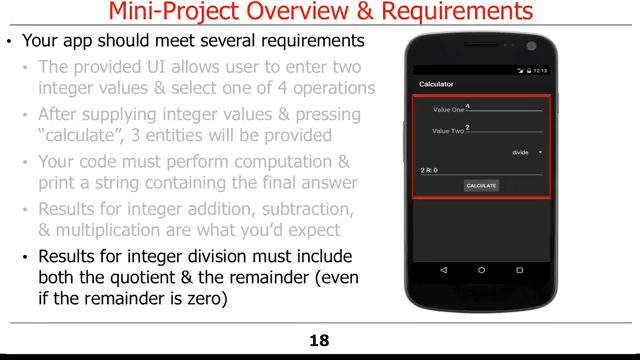 Mini-Project Overview & Requirements
• Your app should meet several requirements
• The provided UI allows user to enter two
integer values & select one of 4 operations
• After supplying integer values & pressing
“calculate”, 3 entities will be provided
• Your code must perform computation &
print a string containing the final answer
• Results for integer addition, subtraction,
& multiplication are what you’d expect
• Results for integer division must include
both the quotient & the remainder (even
if the remainder is zero)
12:13
Calculator
Value One 4
Value Two 2
divide
2 R: 0
CALCULATE
18